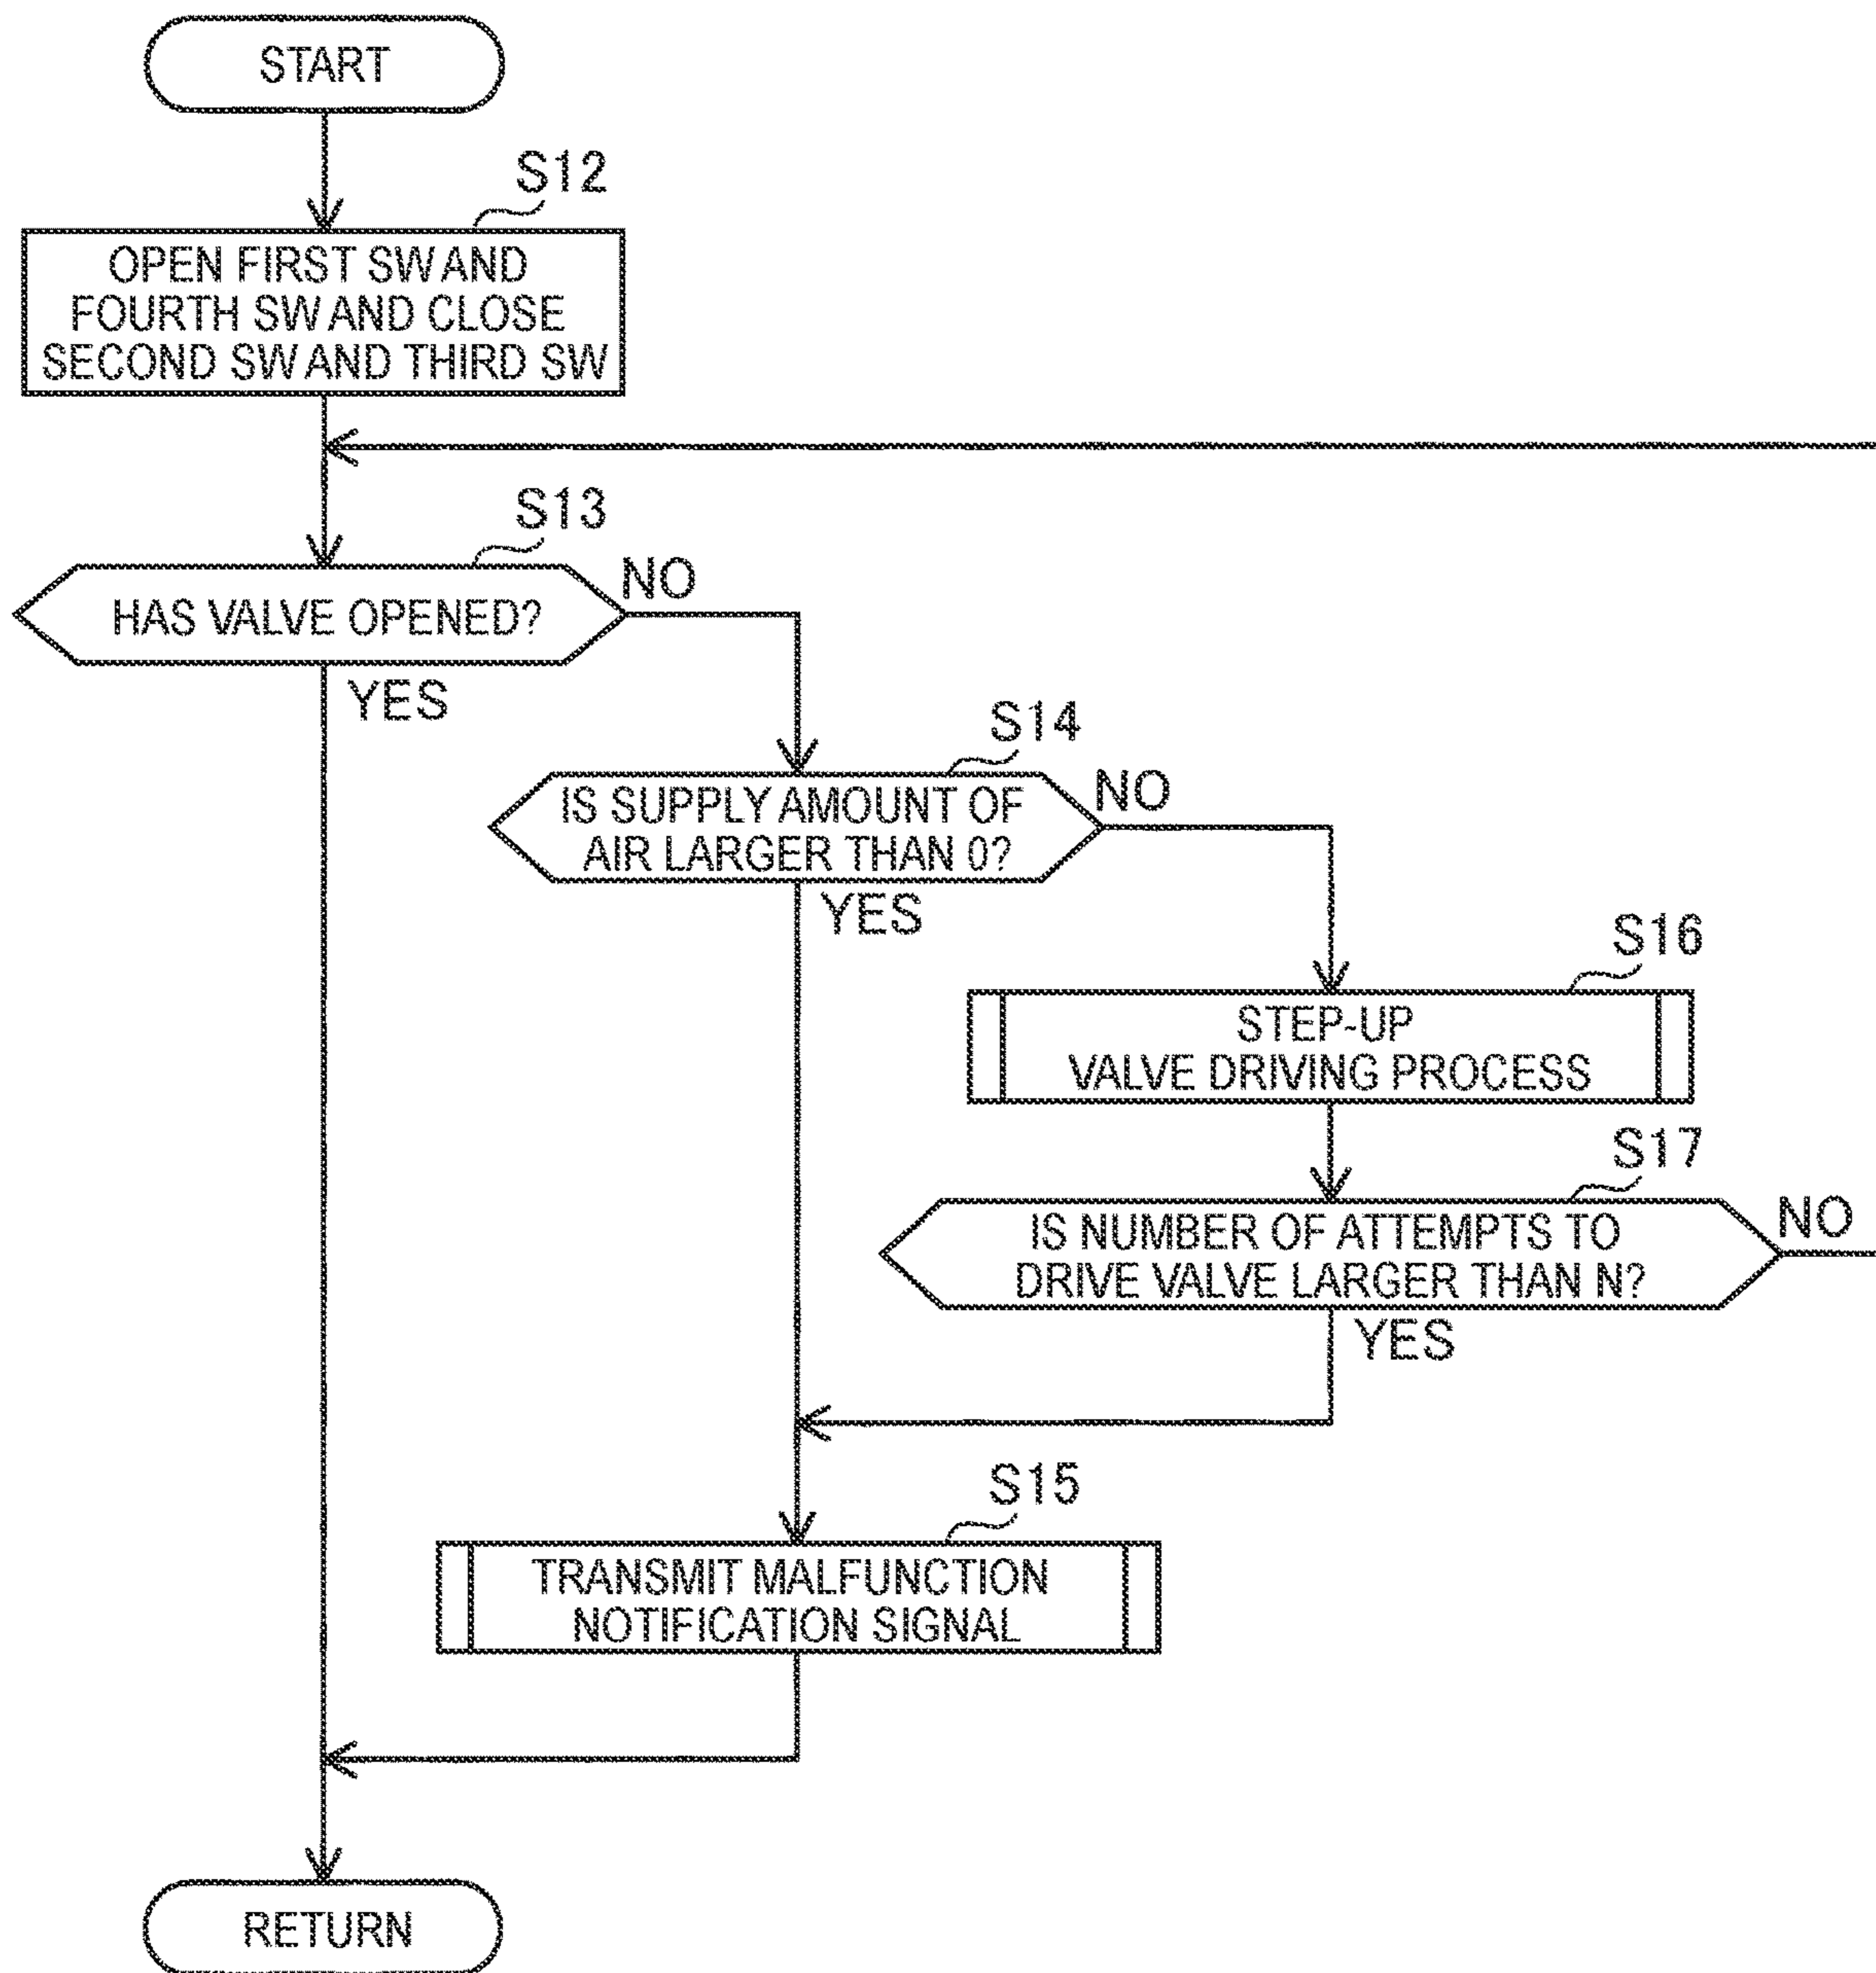 START
S12
OPEN FIRST SW AND
FOURTH SW AND CLOSE
SECOND SW AND THIRD SW
S13
HAS VALVE OPENED?
NO
YES
S14
IS SUPPLY AMOUNT OF
AIR LARGER THAN 0?
NO
YES
S16
STEP-UP
VALVE DRIVING PROCESS
S17
IS NUMBER OF ATTEMPTS TO
DRIVE VALVE LARGER THAN N?
NO
YES
S15
TRANSMIT MALFUNCTION
NOTIFICATION SIGNAL
RETURN